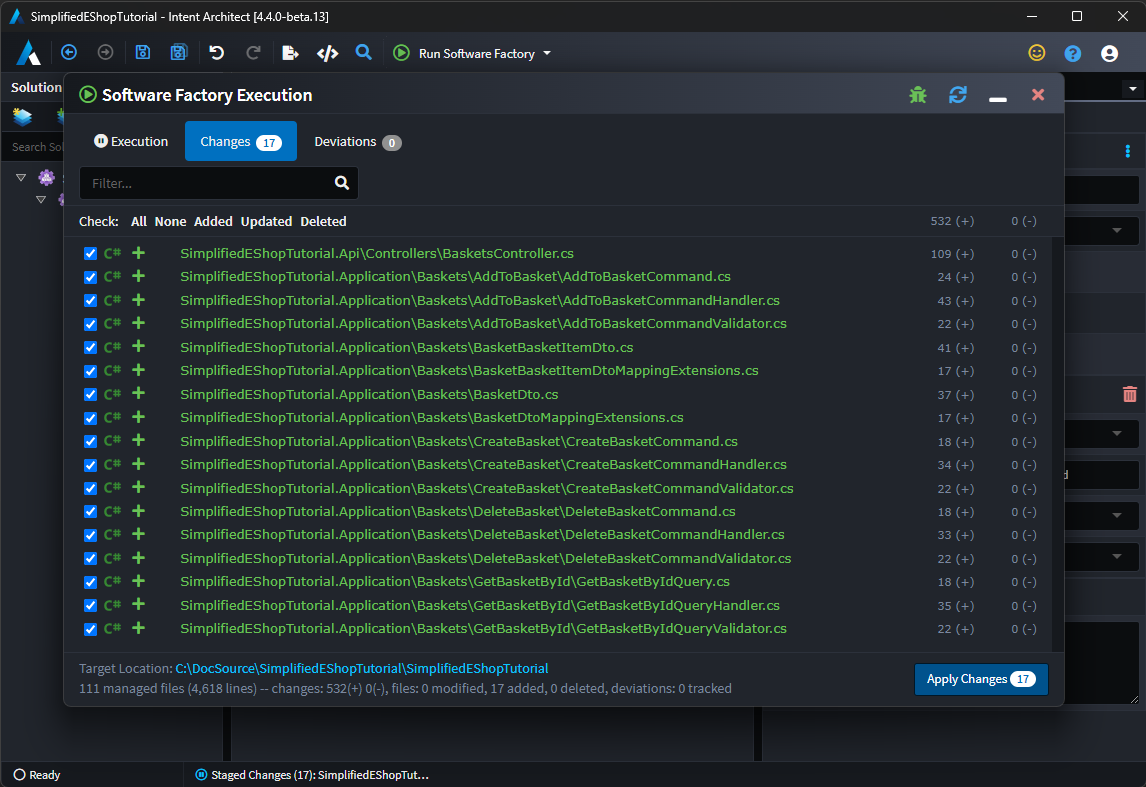 SimplifiedEShopTutorial - Intent Architect [4.4.0-beta.13]
Run Software Factory
Solution
Search Sol
Software Factory Execution
Execution Changes 17 Deviations 0
Filter...
Check: All None Added Updated Deleted 532 (+) 0 (-)
C# SimplifiedEShopTutorial.Api\Controllers\BasketsController.cs 109 (+) 0 (-)
C# SimplifiedEShopTutorial.Application\Baskets\AddToBasket\AddToBasketCommand.cs 24 (+) 0 (-)
C# SimplifiedEShopTutorial.Application\Baskets\AddToBasket\AddToBasketCommandHandler.cs 43 (+) 0 (-)
C# SimplifiedEShopTutorial.Application\Baskets\AddToBasket\AddToBasketCommandValidator.cs 22 (+) 0 (-)
C# SimplifiedEShopTutorial.Application\Baskets\BasketBasketItemDto.cs 41 (+) 0 (-)
C# SimplifiedEShopTutorial.Application\Baskets\BasketBasketItemDtoMappingExtensions.cs 17 (+) 0 (-)
C# SimplifiedEShopTutorial.Application\Baskets\BasketDto.cs 37 (+) 0 (-)
C# SimplifiedEShopTutorial.Application\Baskets\BasketDtoMappingExtensions.cs 17 (+) 0 (-)
C# SimplifiedEShopTutorial.Application\Baskets\CreateBasket\CreateBasketCommand.cs 18 (+) 0 (-)
C# SimplifiedEShopTutorial.Application\Baskets\CreateBasket\CreateBasketCommandHandler.cs 34 (+) 0 (-)
C# SimplifiedEShopTutorial.Application\Baskets\CreateBasket\CreateBasketCommandValidator.cs 22 (+) 0 (-)
C# SimplifiedEShopTutorial.Application\Baskets\DeleteBasket\DeleteBasketCommand.cs 18 (+) 0 (-)
C# SimplifiedEShopTutorial.Application\Baskets\DeleteBasket\DeleteBasketCommandHandler.cs 33 (+) 0 (-)
C# SimplifiedEShopTutorial.Application\Baskets\DeleteBasket\DeleteBasketCommandValidator.cs 22 (+) 0 (-)
C# SimplifiedEShopTutorial.Application\Baskets\GetBasketById\GetBasketByIdQuery.cs 18 (+) 0 (-)
C# SimplifiedEShopTutorial.Application\Baskets\GetBasketById\GetBasketByIdQueryHandler.cs 35 (+) 0 (-)
C# SimplifiedEShopTutorial.Application\Baskets\GetBasketById\GetBasketByIdQueryValidator.cs 22 (+) 0 (-)
Target Location: C:\DocSource\SimplifiedEShopTutorial\SimplifiedEShopTutorial
111 managed files (4,618 lines) -- changes: 532(+) 0(-), files: 0 modified, 17 added, 0 deleted, deviations: 0 tracked
Apply Changes 17
Ready
Staged Changes (17): SimplifiedEShopTut...